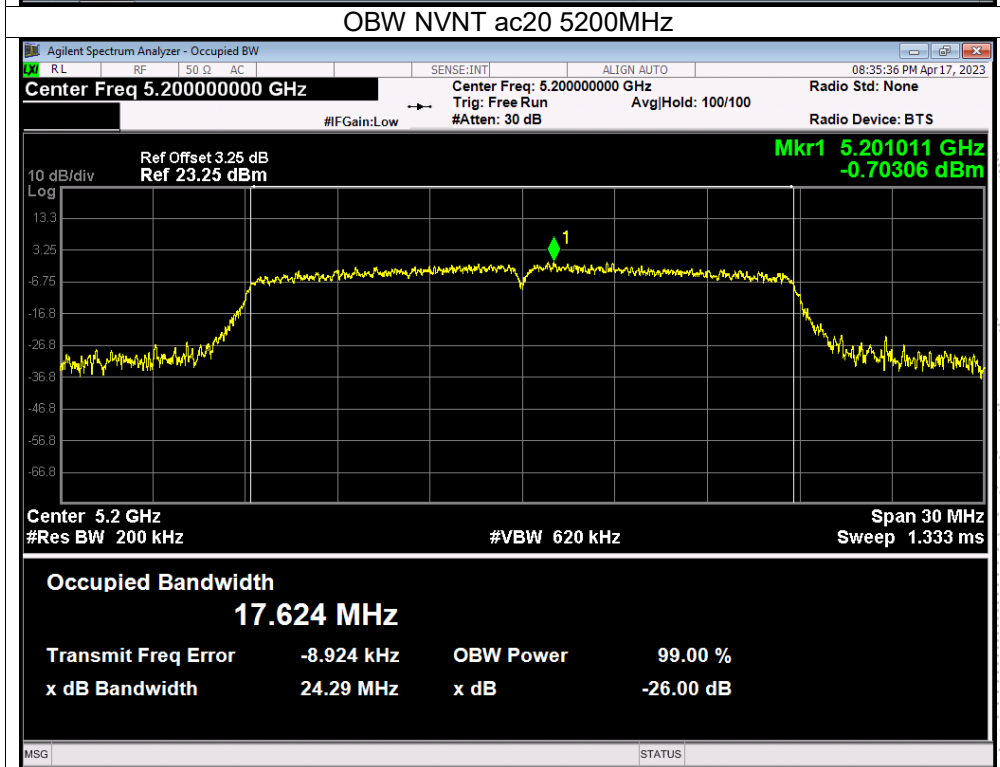 OBW NVNT ac20 5200MHz
Agilent Spectrum Analyzer - Occupied BW
LXI RL RF 50 Ω AC SENSE:INT ALIGN AUTO 08:35:36 PM Apr 17, 2023
Center Freq 5.200000000 GHz Center Freq: 5.200000000 GHz Radio Std: None
Trig: Free Run Avg|Hold: 100/100
#IFGain:Low #Atten: 30 dB Radio Device: BTS
Mkr1 5.201011 GHz
-0.70306 dBm
Ref Offset 3.25 dB
10 dB/div Ref 23.25 dBm
Log
13.3
1
3.25
-6.75
-16.8
-26.8
-36.8
-46.8
-56.8
-66.8
Center 5.2 GHz Span 30 MHz
#Res BW 200 kHz #VBW 620 kHz Sweep 1.333 ms
Occupied Bandwidth
17.624 MHz
Transmit Freq Error -8.924 kHz OBW Power 99.00 %
x dB Bandwidth 24.29 MHz x dB -26.00 dB
MSG STATUS